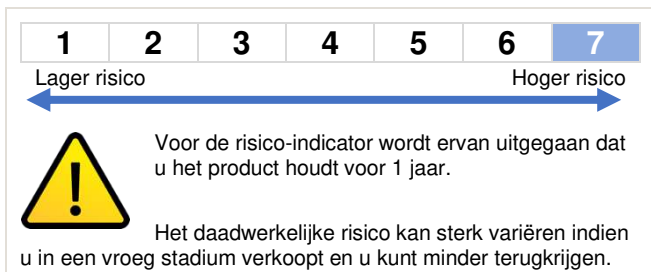 1 2 3 4 5 6 7
Lager risico Hoger risico
Voor de risico-indicator wordt ervan uitgegaan dat
u het product houdt voor 1 jaar.
Het daadwerkelijke risico kan sterk variëren indien
u in een vroeg stadium verkoopt en u kunt minder terugkrijgen.